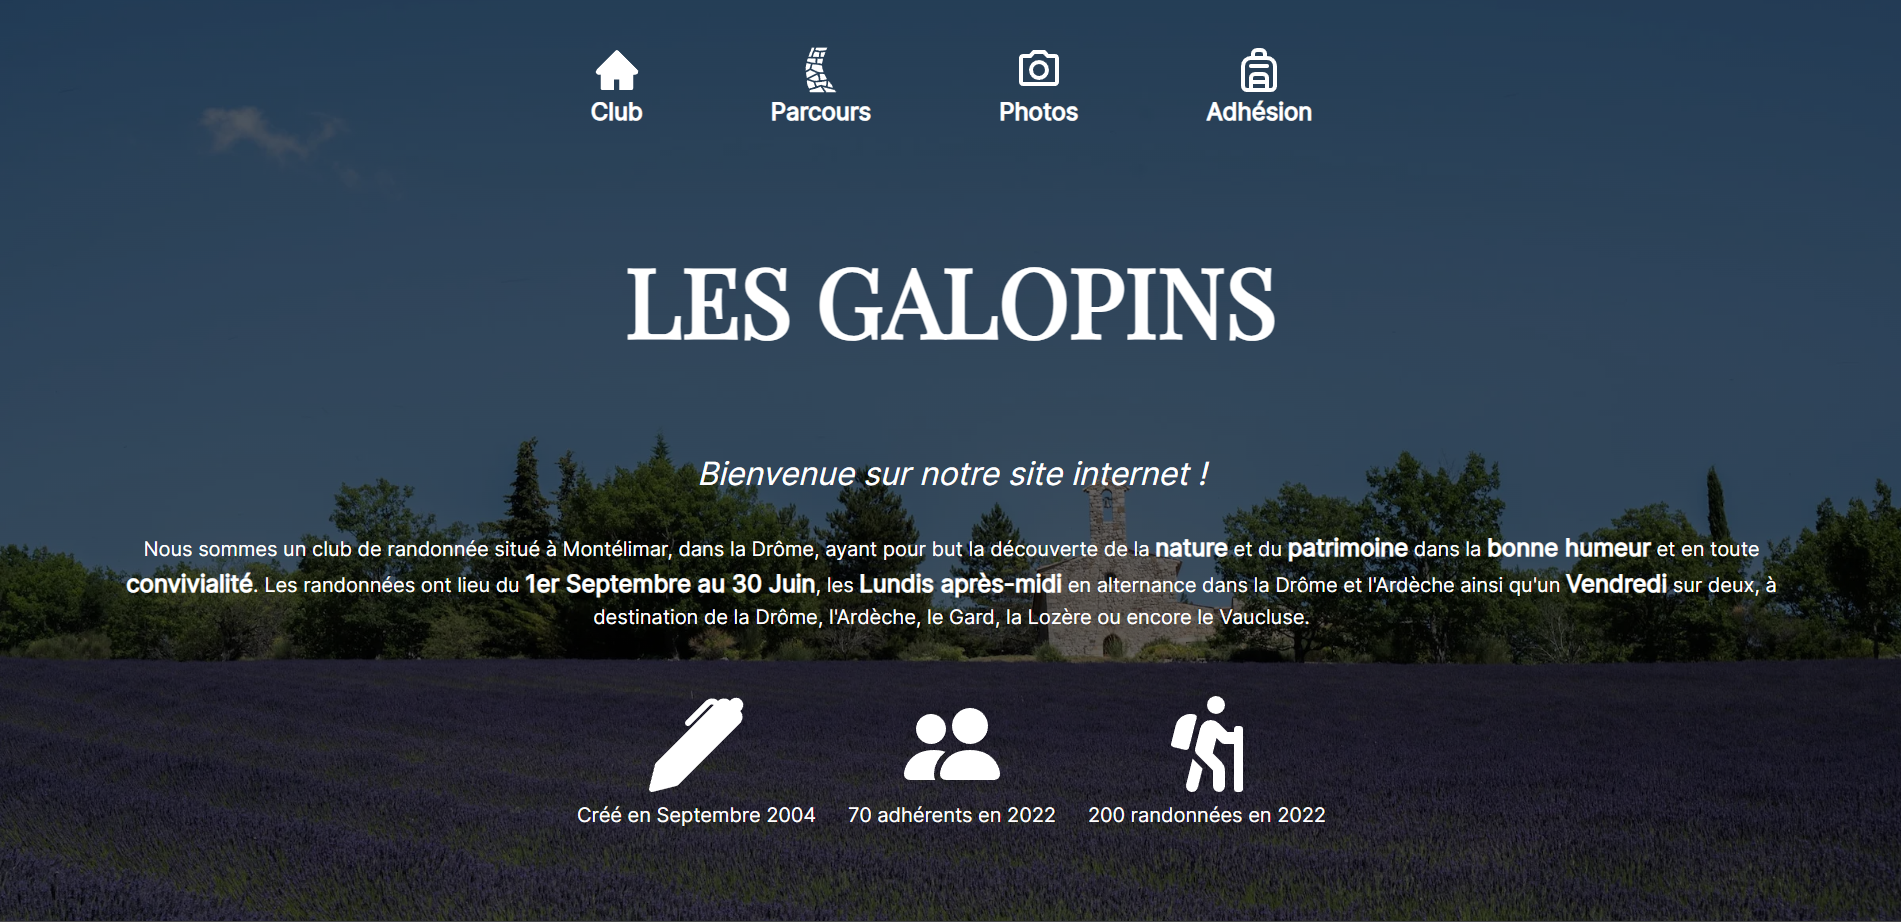 Club
Parcours
Photos
Adhésion
LES GALOPINS
Bienvenue sur notre site internet !
Nous sommes un club de randonnée situé à Montélimar, dans la Drôme, ayant pour but la découverte de la nature et du patrimoine dans la bonne humeur et en toute
convivialité. Les randonnées ont lieu du 1er Septembre au 30 Juin, les Lundis après-midi en alternance dans la Drôme et l'Ardèche ainsi qu'un Vendredi sur deux, à
destination de la Drôme, l'Ardèche, le Gard, la Lozère ou encore le Vaucluse.
Créé en Septembre 2004
70 adhérents en 2022
200 randonnées en 2022